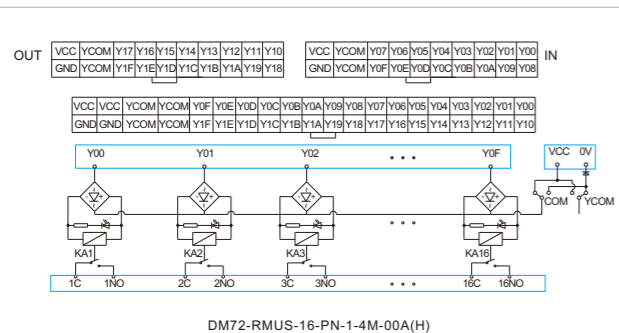 OUT VCC YCOM Y17 Y16 Y15 Y14 Y13 Y12 Y11 Y10
GND YCOM Y1F Y1E Y1D Y1C Y1B Y1A Y19 Y18
VCC YCOM Y07 Y06 Y05 Y04 Y03 Y02 Y01 Y00 IN
GND YCOM Y0F Y0E Y0D Y0C Y0B Y0A Y09 Y08
VCC VCC YCOM YCOM Y0F Y0E Y0D Y0C Y0B Y0A Y09 Y08 Y07 Y06 Y05 Y04 Y03 Y02 Y01 Y00
GND GND YCOM YCOM Y1F Y1E Y1D Y1C Y1B Y1A Y19 Y18 Y17 Y16 Y15 Y14 Y13 Y12 Y11 Y10
Y00 Y01 Y02 • • • Y0F VCC 0V
COM YCOM
• • •
KA1 KA2 KA3 KA16
1C 1NO 2C 2NO 3C 3NO • • • 16C 16NO
DM72-RMUS-16-PN-1-4M-00A(H)